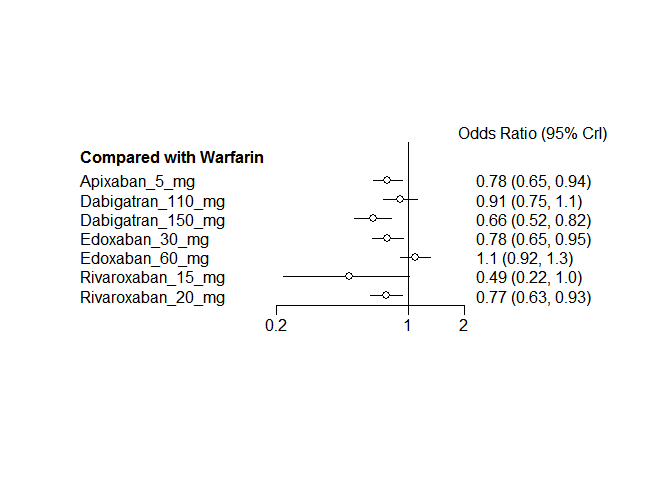 Odds Ratio (95% CrI)
Compared with Warfarin
Apixaban_5_mg 0.78 (0.65, 0.94)
Dabigatran_110_mg 0.91 (0.75, 1.1)
Dabigatran_150_mg 0.66 (0.52, 0.82)
Edoxaban_30_mg 0.78 (0.65, 0.95)
Edoxaban_60_mg 1.1 (0.92, 1.3)
Rivaroxaban_15_mg 0.49 (0.22, 1.0)
Rivaroxaban_20_mg 0.77 (0.63, 0.93)
0.2 1 2